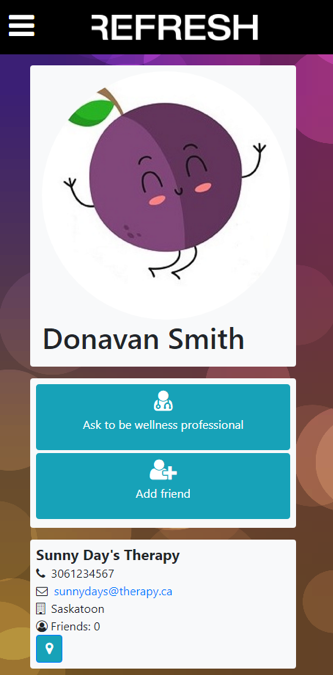 REFRESH
Donavan Smith
Ask to be wellness professional
Add friend
Sunny Day's Therapy
3061234567
sunnydays@therapy.ca
Saskatoon
Friends: 0